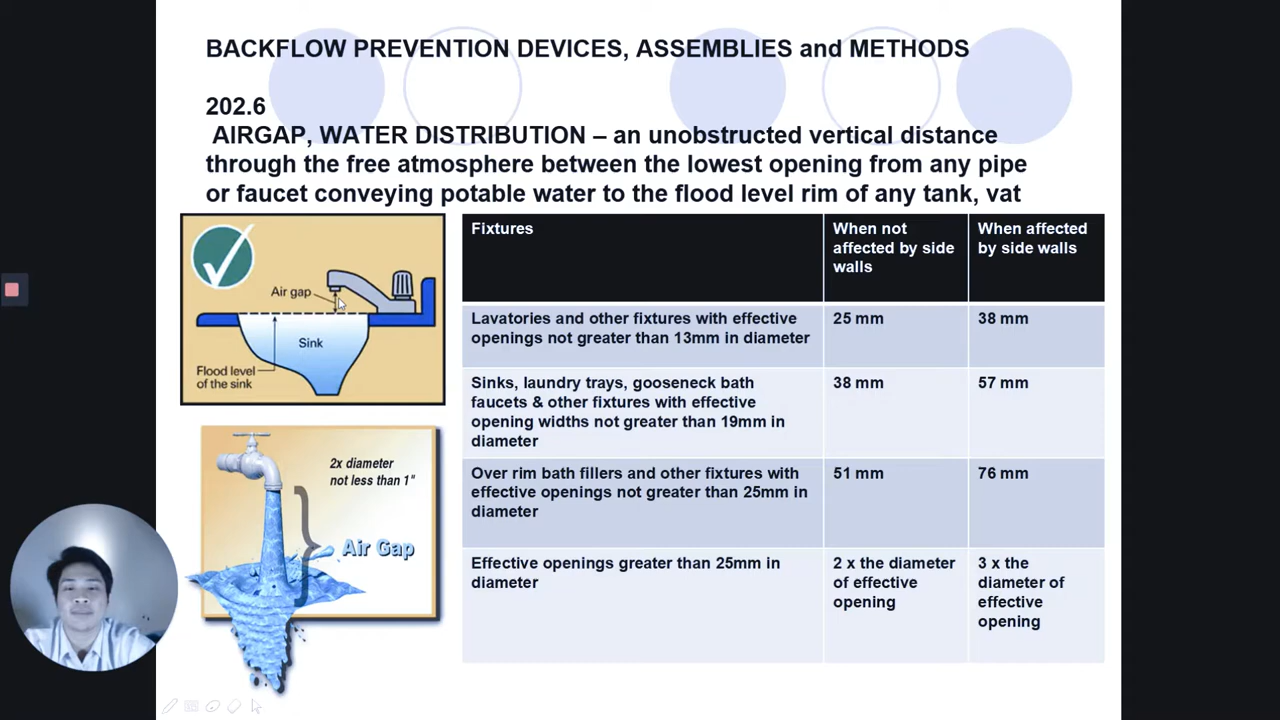 BACKFLOW PREVENTION DEVICES, ASSEMBLIES and METHODS
202.6
AIRGAP, WATER DISTRIBUTION – an unobstructed vertical distance
through the free atmosphere between the lowest opening from any pipe
or faucet conveying potable water to the flood level rim of any tank, vat
Air gap
Sink
Flood level
of the sink
2x diameter
not less than 1"
Air Gap
Fixtures
When not
affected by side
walls
When affected
by side walls
Lavatories and other fixtures with effective
openings not greater than 13mm in diameter
25 mm
38 mm
Sinks, laundry trays, gooseneck bath
faucets & other fixtures with effective
opening widths not greater than 19mm in
diameter
38 mm
57 mm
Over rim bath fillers and other fixtures with
effective openings not greater than 25mm in
diameter
51 mm
76 mm
Effective openings greater than 25mm in
diameter
2 x the diameter
of effective
opening
3 x the
diameter of
effective
opening